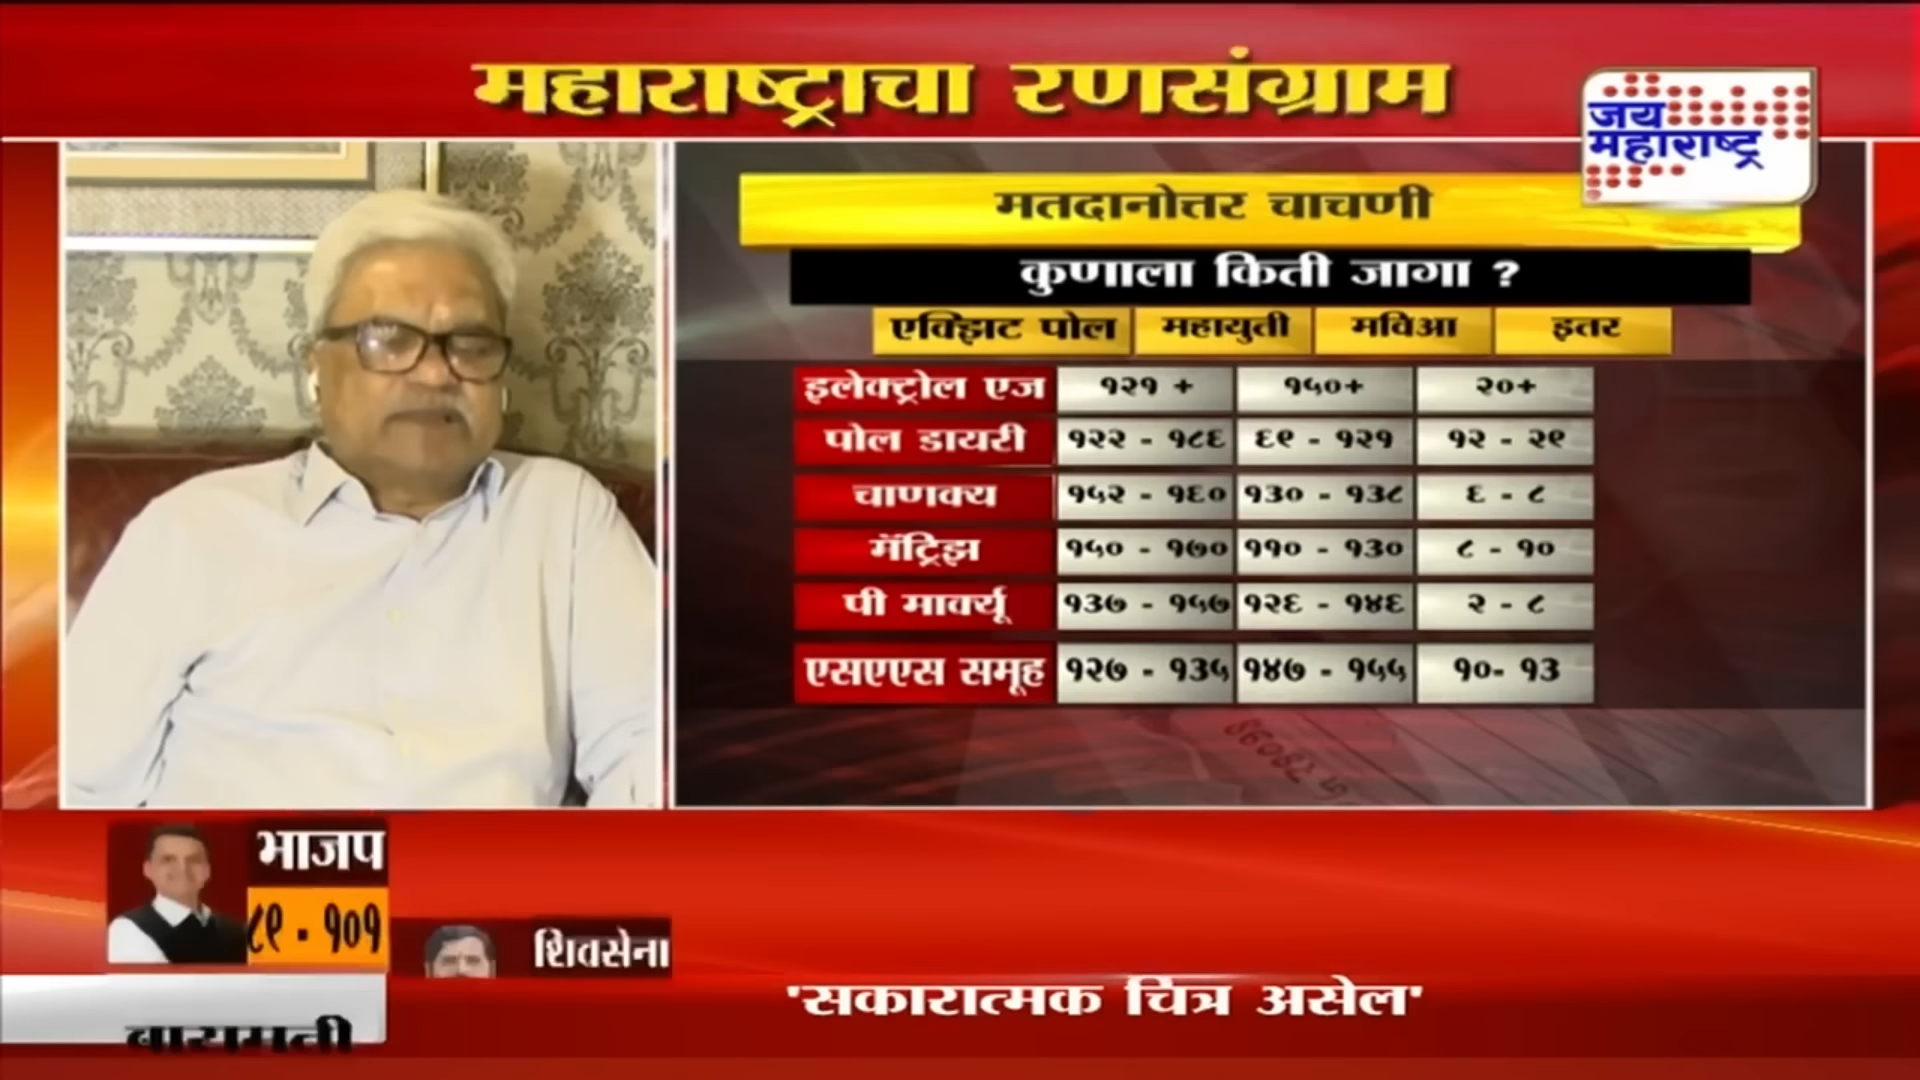 महाराष्ट्राचा रणसंग्राम
जय
महाराष्ट्र
मतदानोत्तर चाचणी
कुणाला किती जागा ?
एक्झिट पोल महायुती मविआ इतर
इलेक्ट्रोल एज १२१ + १५०+ २०+
पोल डायरी १२२ - १८६ ६९ - १२१ १२ - २९
चाणक्य १५२ - १६० १३० - १३८ ६ - ८
मॅट्रिझ १५० - १७० ११० - १३० ८ - १०
पी मार्क्यू १३७ - १५७ १२६ - १४६ २ - ८
एसएएस समूह १२७ - १३५ १४७ - १५५ १०- १३
भाजप
८९ - १०१
शिवसेना
'सकारात्मक चित्र असेल'